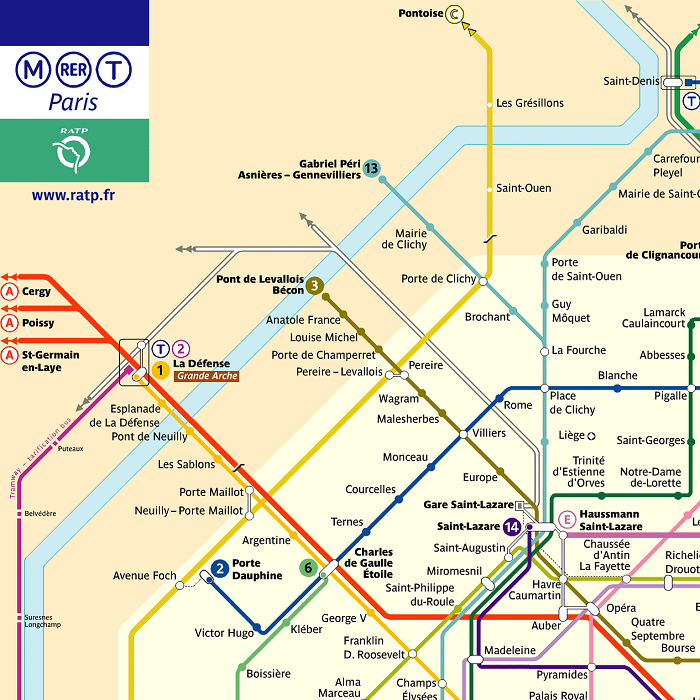 Pontoise C
M RER T
Paris
RATP
www.ratp.fr
Les Grésillons
Saint-Denis
T
Gabriel Péri
Asnières – Gennevilliers
13
Carrefour
Pleyel
Saint-Ouen
Mairie de Saint-O
Garibaldi
Mairie
de Clichy
Port
de Clignancour
Porte
de Saint-Ouen
Pont de Levallois
Bécon
3
Porte de Clichy
A Cergy
Guy
Môquet
Anatole France
Brochant
Lamarck
Caulaincourt
A Poissy
Louise Michel
T 2
La Fourche
A St-Germain
en-Laye
Porte de Champerret
Abbesses
1 La Défense
Grande Arche
Pereire – Levallois
Pereire
Blanche
Wagram
Rome
Place
de Clichy
Pigalle
Esplanade
de La Défense
Malesherbes
Pont de Neuilly
Villiers
Liège
Saint-Georges
Tramway – tarification bus
Puteaux
Monceau
Les Sablons
Trinité
d'Estienne
d'Orves
Notre-Dame
de-Lorette
Europe
Courcelles
Porte Maillot
Neuilly – Porte Maillot
Gare Saint-Lazare
Belvédère
Ternes
Saint-Lazare 14
E Haussmann
Saint-Lazare
Le
Argentine
Saint-Augustin
Chaussée
d'Antin
La Fayette
Charles
de Gaulle
Étoile
6
Richeli
Drouot
Avenue Foch
2 Porte
Dauphine
Miromesnil
Saint-Philippe
du-Roule
Havre
Caumartin
Suresnes
Longchamp
George V
Auber
Opéra
Victor Hugo
Kléber
Quatre
Septembre
Franklin
D. Roosevelt
Bourse
Madeleine
Boissière
Pyramides
Alma
Marceau
Champs
Élysées
Palais Royal